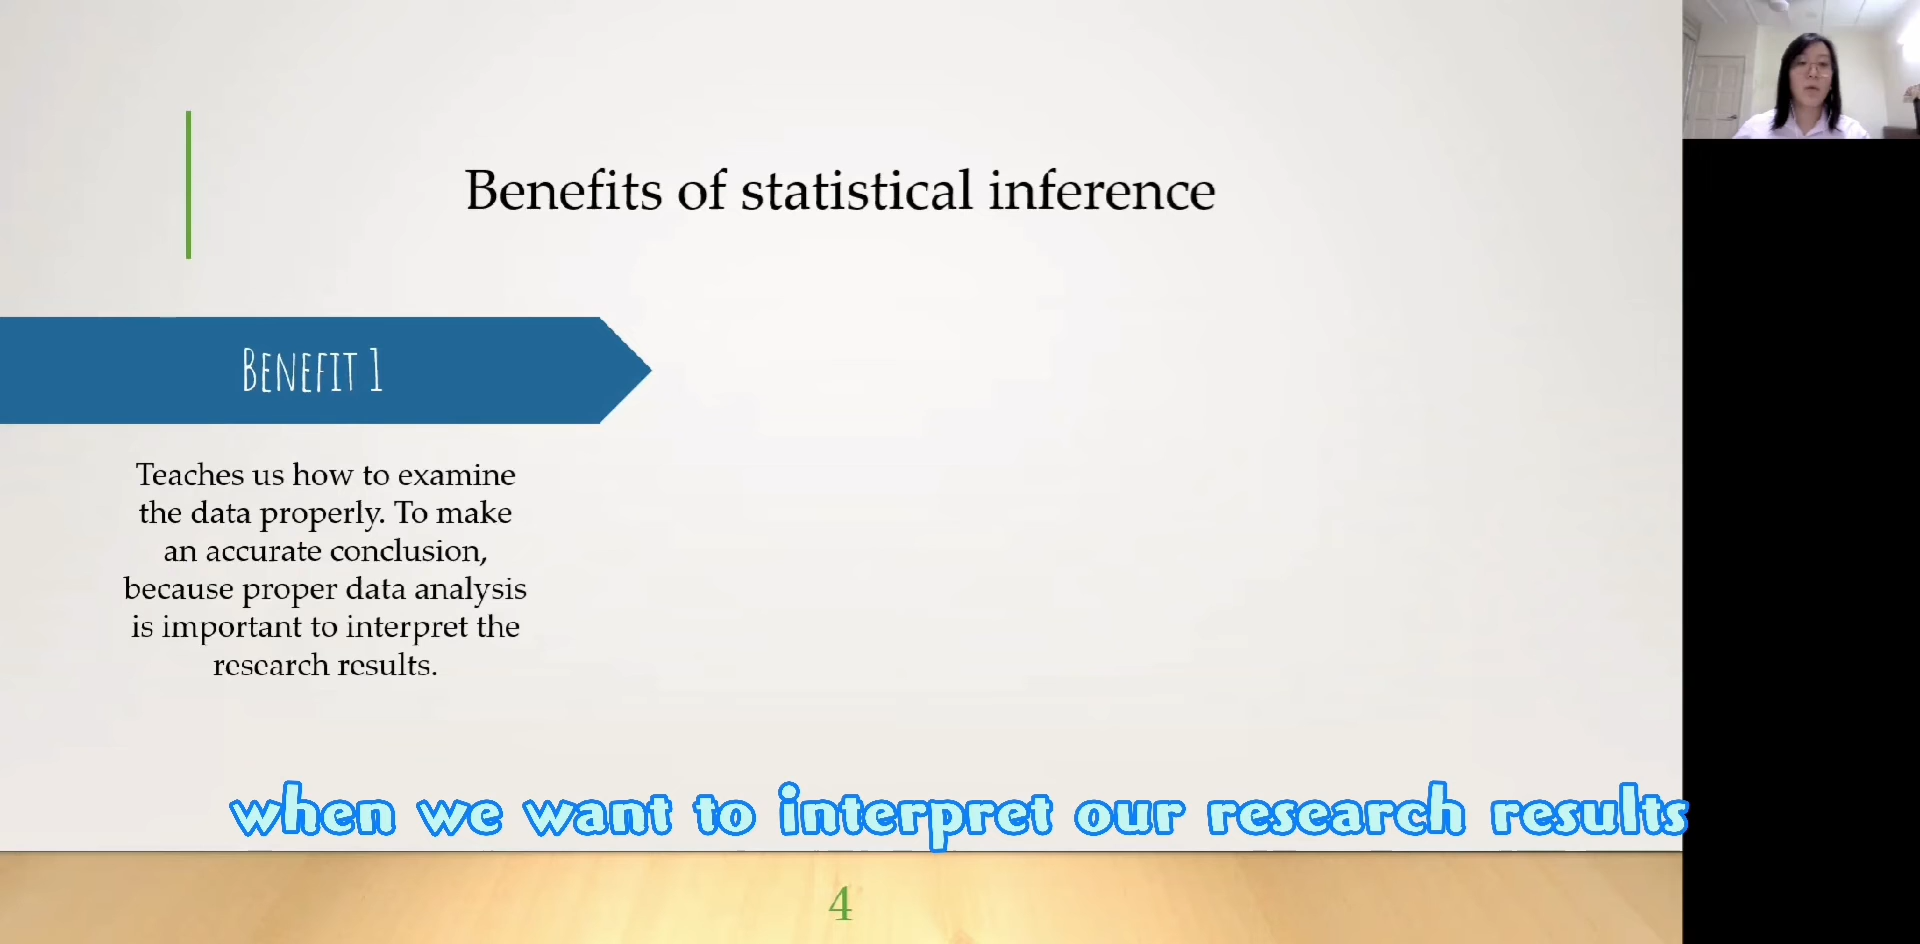 Benefits of statistical inference
Benefit 1
Teaches us how to examine
the data properly. To make
an accurate conclusion,
because proper data analysis
is important to interpret the
research results.
when we want to interpret our research results
4